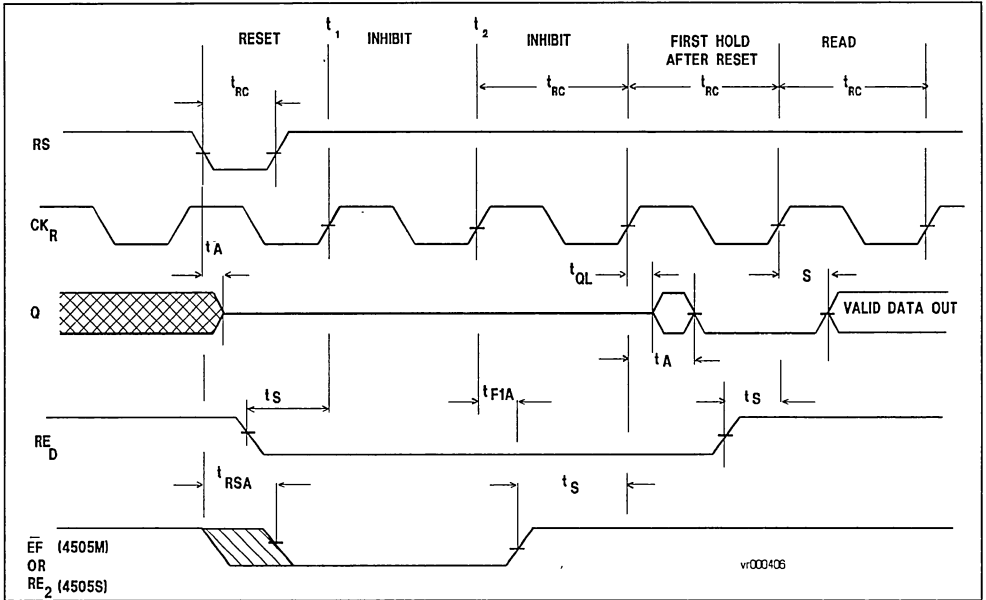 t1
t2
RESET
INHIBIT
INHIBIT
FIRST HOLD
AFTER RESET
READ
tRC
tRC
tRC
tRC
RS
CKR
tA
tQL
S
Q
VALID DATA OUT
tA
tS
tF1A
tS
RED
tRSA
tS
EF (4505M)
OR
RE2 (4505S)
vr000406